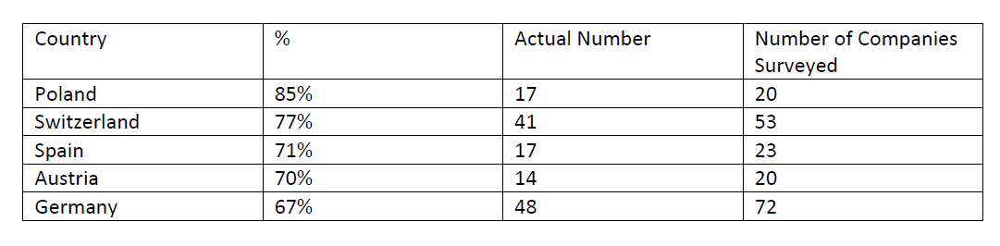 Country % Actual Number Number of Companies
Surveyed
Poland 85% 17 20
Switzerland 77% 41 53
Spain 71% 17 23
Austria 70% 14 20
Germany 67% 48 72